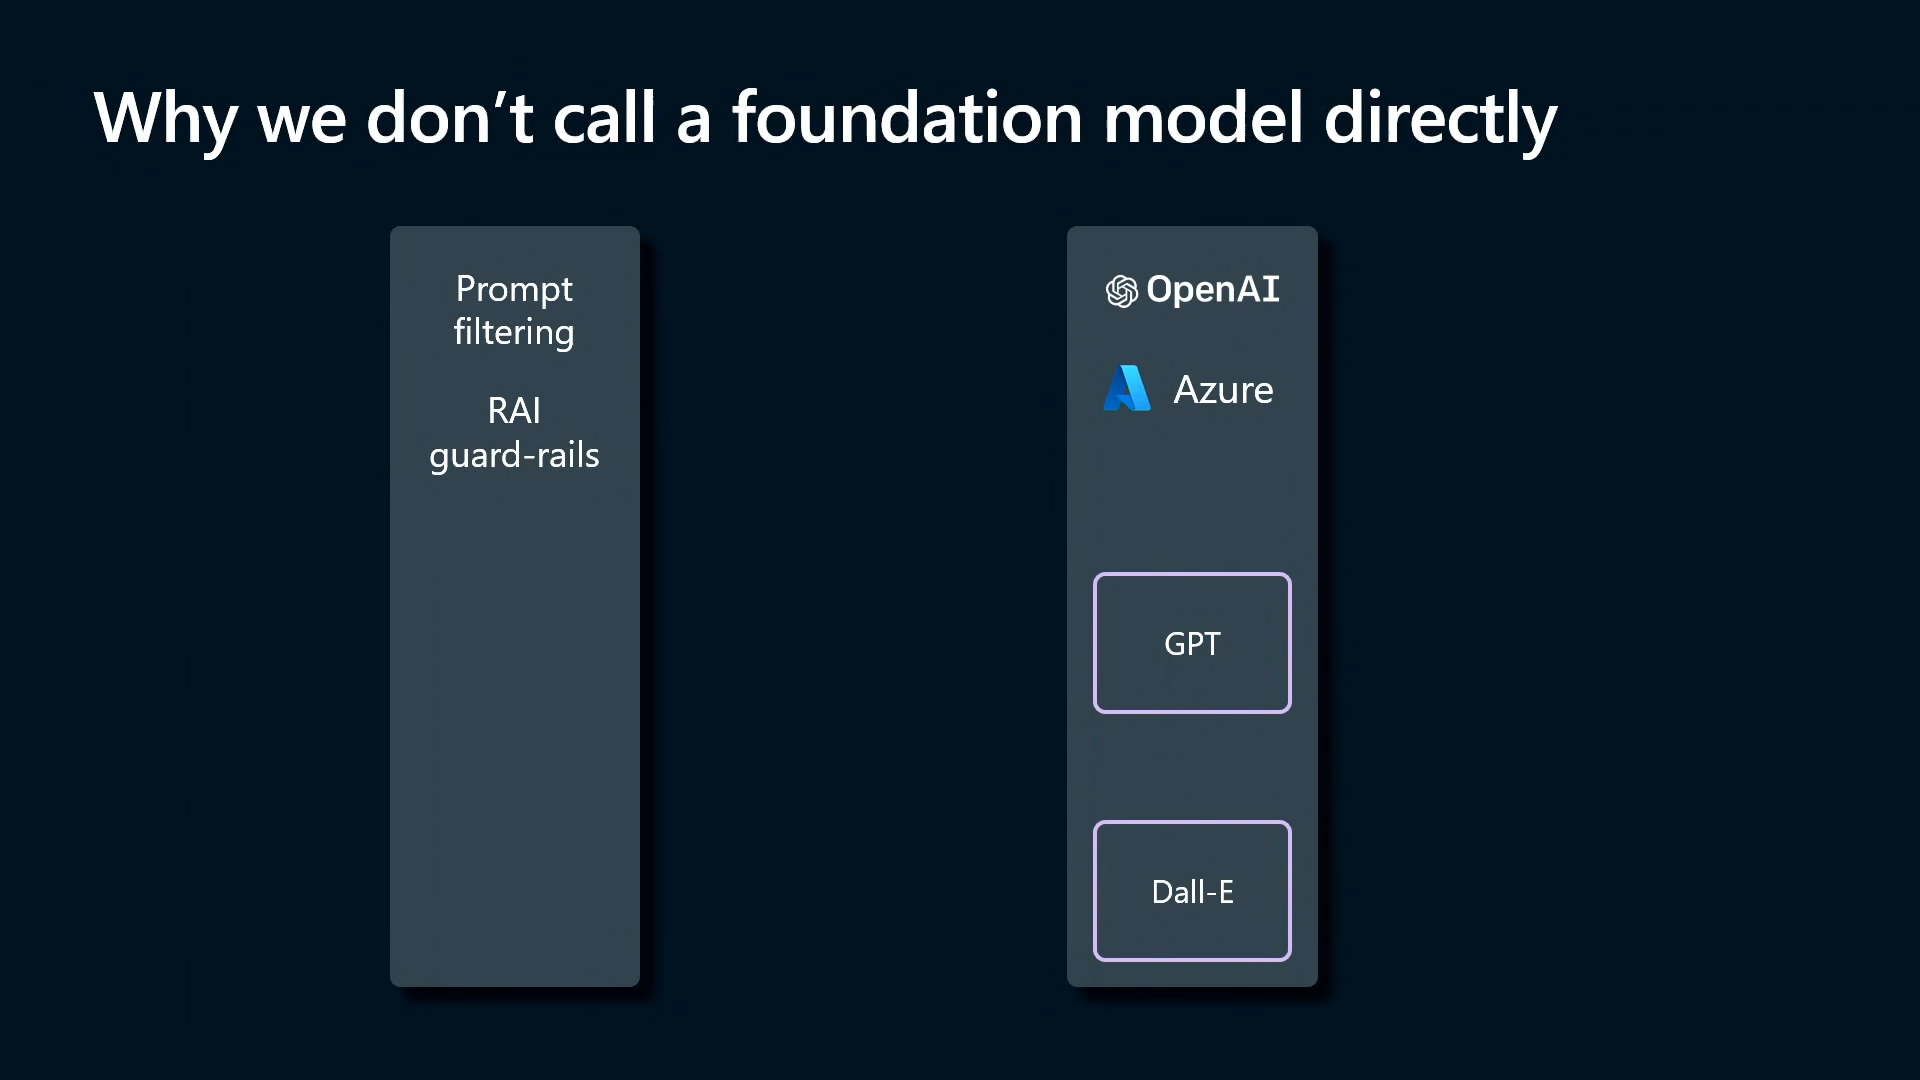 Why we don’t call a foundation model directly
Prompt
filtering
RAI
guard-rails
OpenAI
Azure
GPT
Dall-E